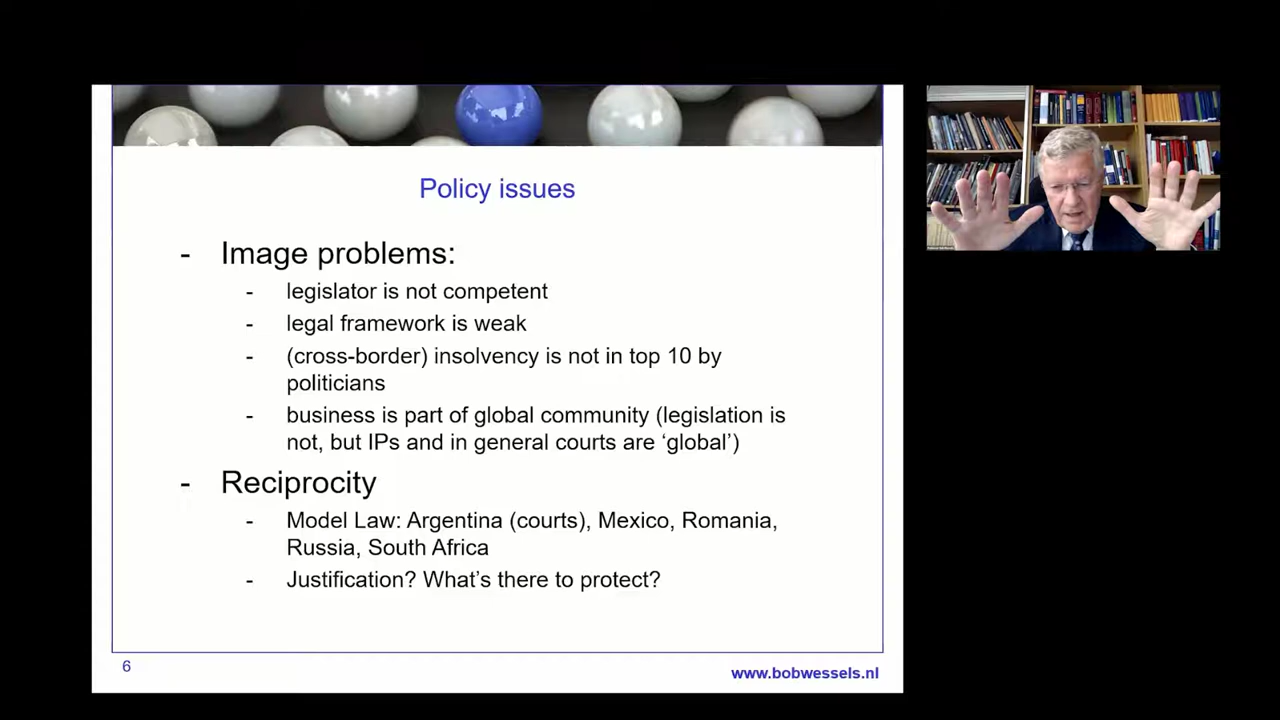 Policy issues
- Image problems:
- legislator is not competent
- legal framework is weak
- (cross-border) insolvency is not in top 10 by
politicians
- business is part of global community (legislation is
not, but IPs and in general courts are ‘global’)
- Reciprocity
- Model Law: Argentina (courts), Mexico, Romania,
Russia, South Africa
- Justification? What’s there to protect?
6
www.bobwessels.nl